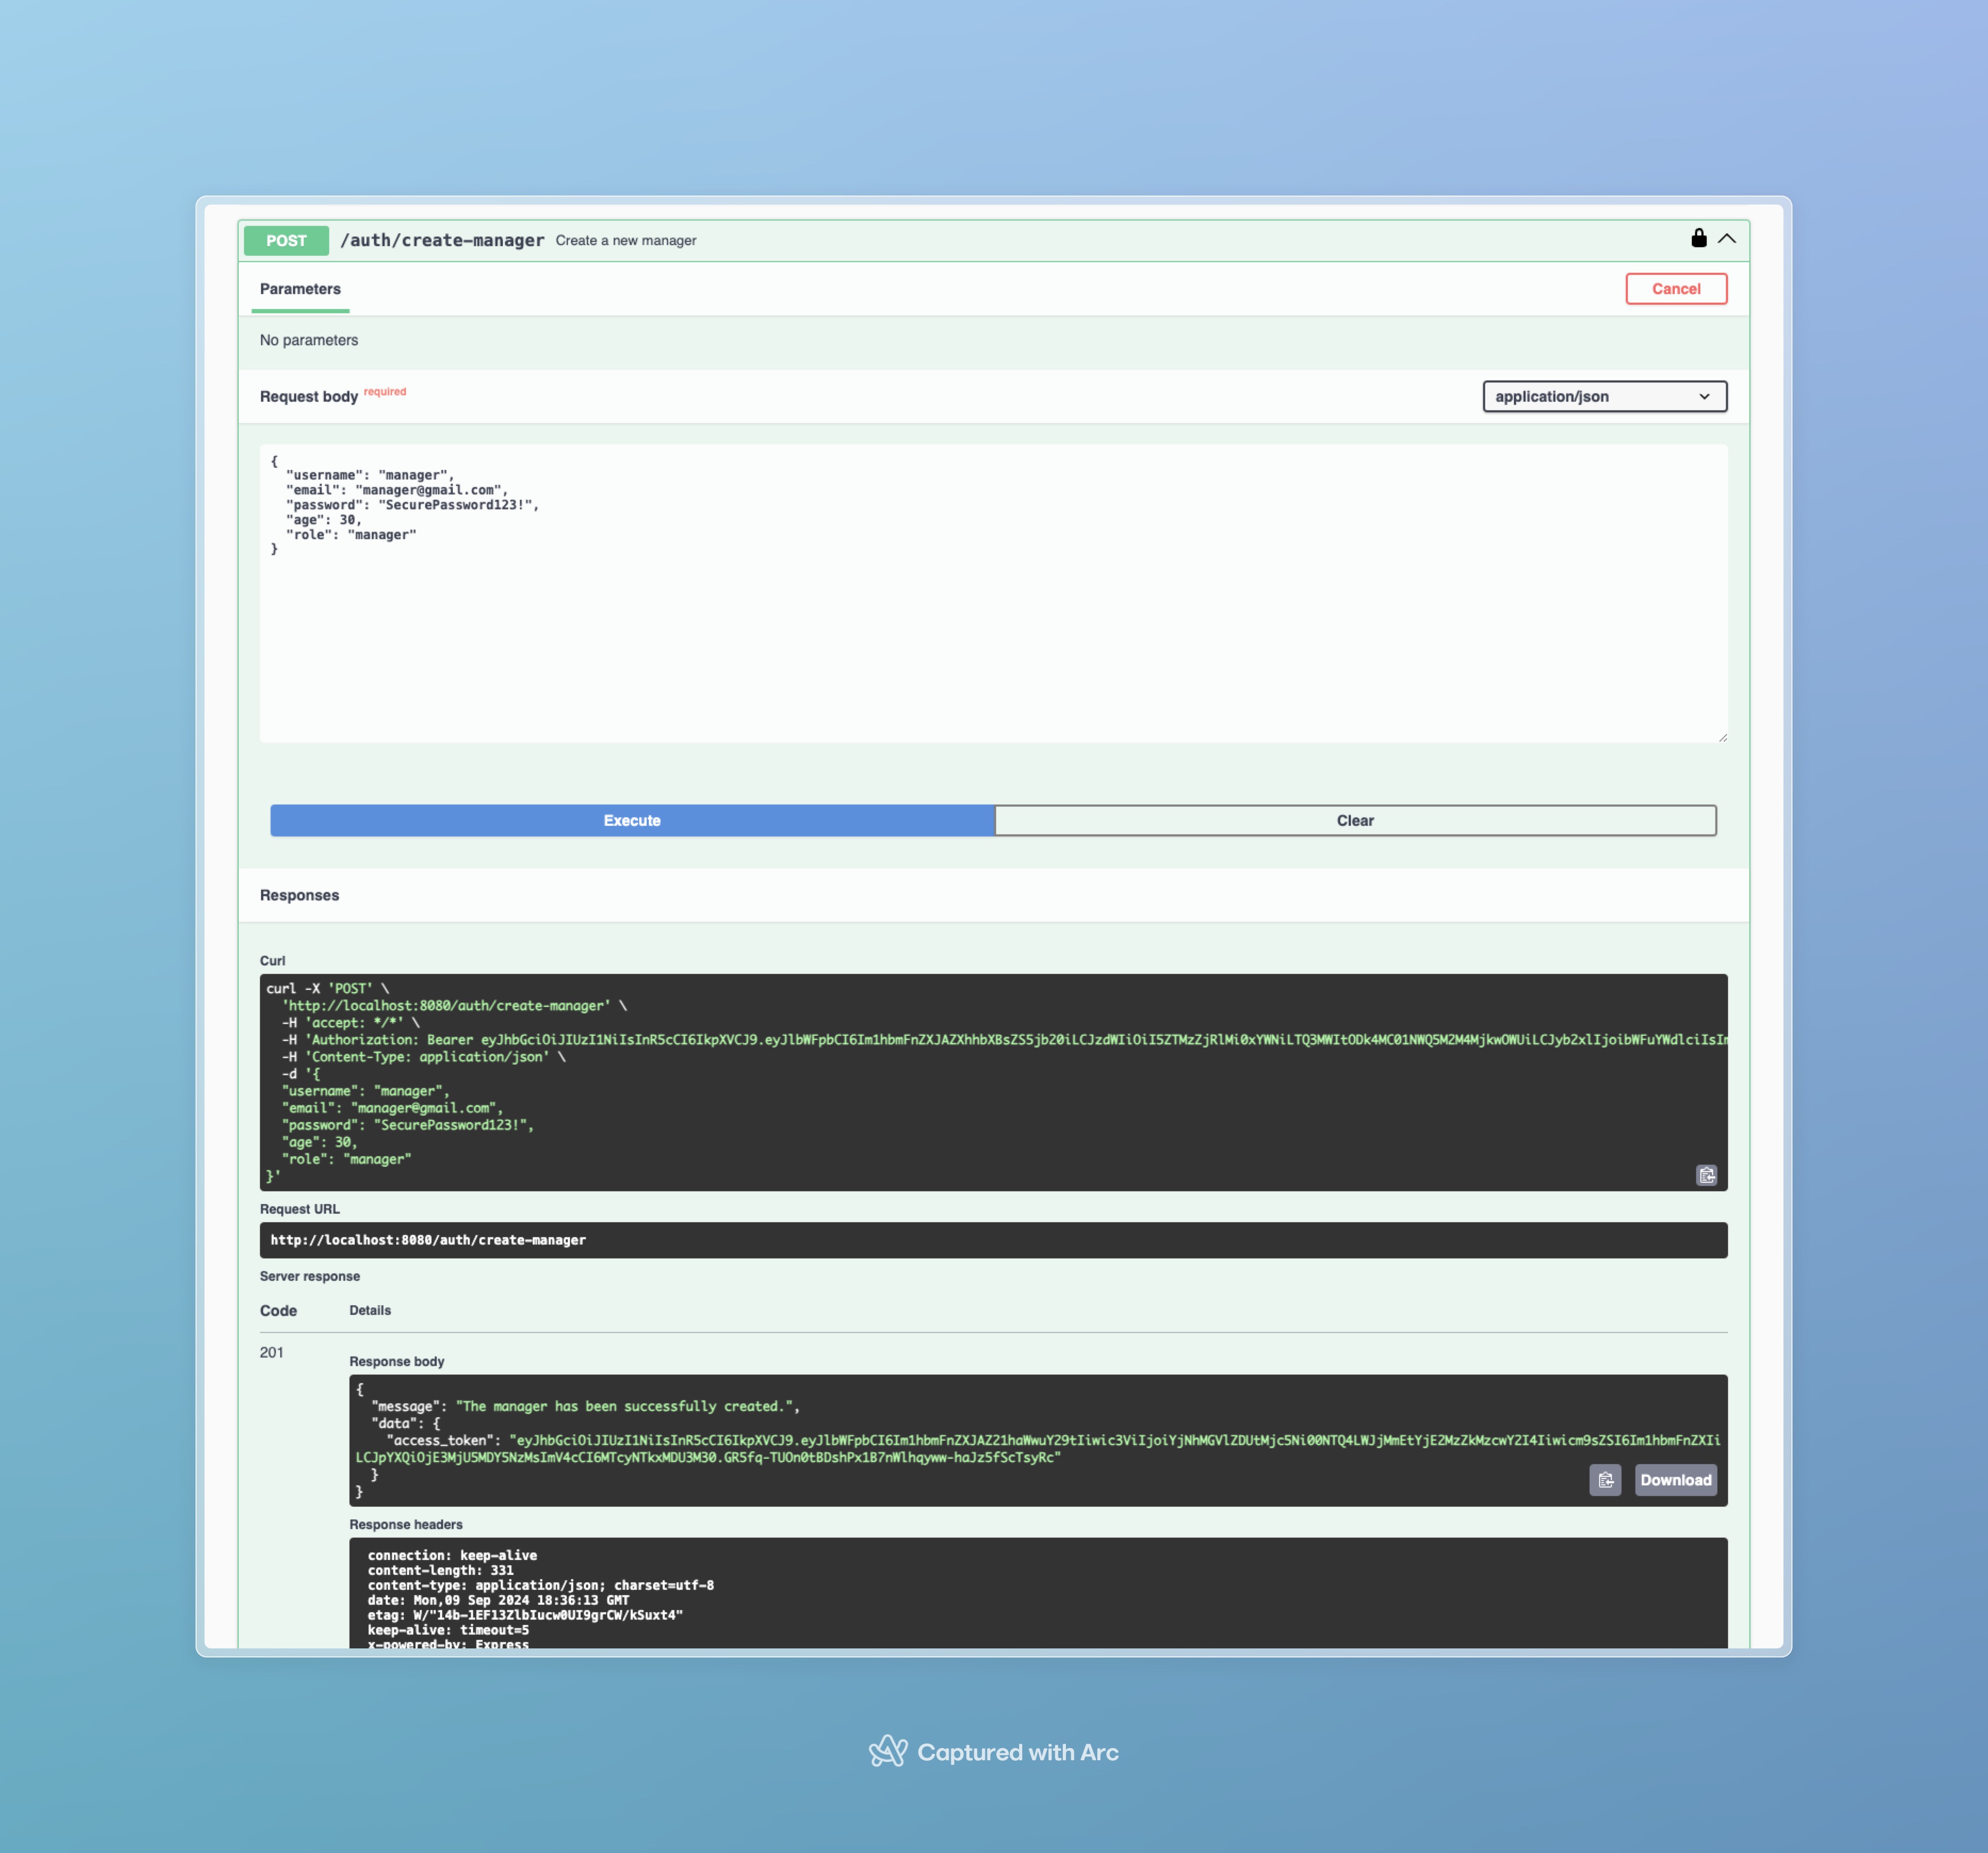 POST /auth/create-manager Create a new manager
Parameters
Cancel
No parameters
Request body required
application/json
{
  "username": "manager",
  "email": "manager@gmail.com",
  "password": "SecurePassword123!",
  "age": 30,
  "role": "manager"
}
Execute
Clear
Responses
Curl
curl -X 'POST' \
  'http://localhost:8080/auth/create-manager' \
  -H 'accept: */*' \
  -H 'Authorization: Bearer eyJhbGciOiJIUzI1NiIsInR5cCI6IkpXVCJ9.eyJlbWFpbCI6Im1hbmFnZXJAZXhhbXBsZS5jb20iLCJzdWIiOiI5ZTMzZjRlMi0xYWNiLTQ3MWItODk4MC01NWQ5M2M4MjkwOWUiLCJyb2xlIjoibWFuYWdlciIsIm
  -H 'Content-Type: application/json' \
  -d '{
  "username": "manager",
  "email": "manager@gmail.com",
  "password": "SecurePassword123!",
  "age": 30,
  "role": "manager"
}'
Request URL
http://localhost:8080/auth/create-manager
Server response
Code Details
201
Response body
{
  "message": "The manager has been successfully created.",
  "data": {
    "access_token": "eyJhbGciOiJIUzI1NiIsInR5cCI6IkpXVCJ9.eyJlbWFpbCI6Im1hbmFnZXJAZ21haWwuY29tIiwic3ViIjoiYjNhMGVlZDUtMjc5Ni00NTQ4LWJjMmEtYjE2MzZkMzcwY2I4Iiwicm9sZSI6Im1hbmFnZXIi
LCJpYXQiOjE3MjU5MDY5NzMsImV4cCI6MTcyNTkxMDU3M30.GR5fq-TUOn0tBDshPx1B7nWlhqyww-haJz5fScTsyRc"
  }
}
Download
Response headers
connection: keep-alive
content-length: 331
content-type: application/json; charset=utf-8
date: Mon,09 Sep 2024 18:36:13 GMT
etag: W/"14b-1EF13ZlbIucw0UI9grCW/kSuxt4"
keep-alive: timeout=5
x-powered-by: Express
Captured with Arc